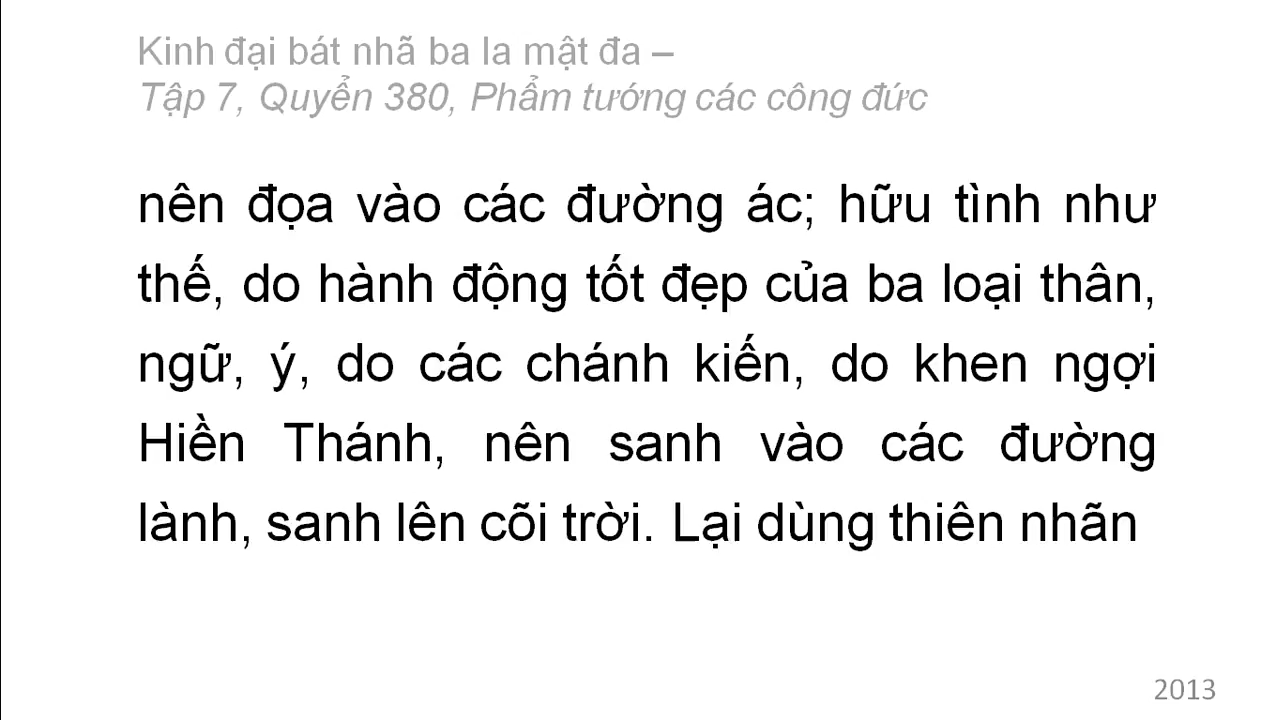 Kinh đại bát nhã ba la mật đa –
Tập 7, Quyển 380, Phẩm tướng các công đức
nên đọa vào các đường ác; hữu tình như
thế, do hành động tốt đẹp của ba loại thân,
ngữ, ý, do các chánh kiến, do khen ngợi
Hiền Thánh, nên sanh vào các đường
lành, sanh lên cõi trời. Lại dùng thiên nhãn
2013